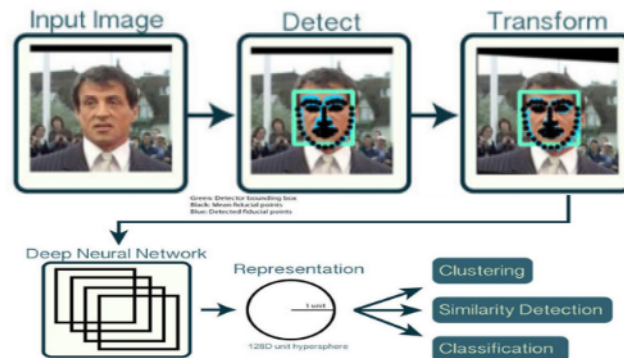 Input Image
Detect
Transform
Green: Detector bounding box
Black: Mean fiducial points
Blue: Detected fiducial points
Deep Neural Network
Representation
1 unit
128D unit hypersphere
Clustering
Similarity Detection
Classification